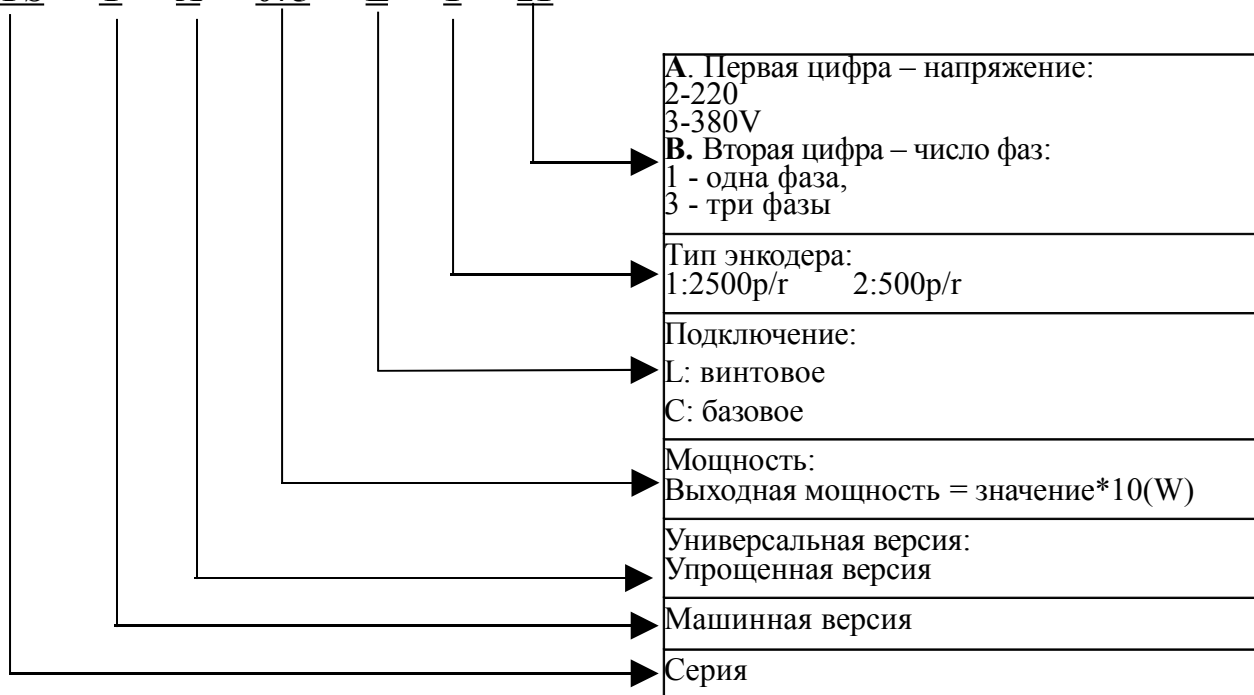 А. Первая цифра – напряжение:
2-220
3-380V
В. Вторая цифра – число фаз:
1 - одна фаза,
3 - три фазы
Тип энкодера:
1:2500p/r 2:500p/r
Подключение:
L: винтовое
C: базовое
Мощность:
Выходная мощность = значение*10(W)
Универсальная версия:
Упрощенная версия
Машинная версия
Серия